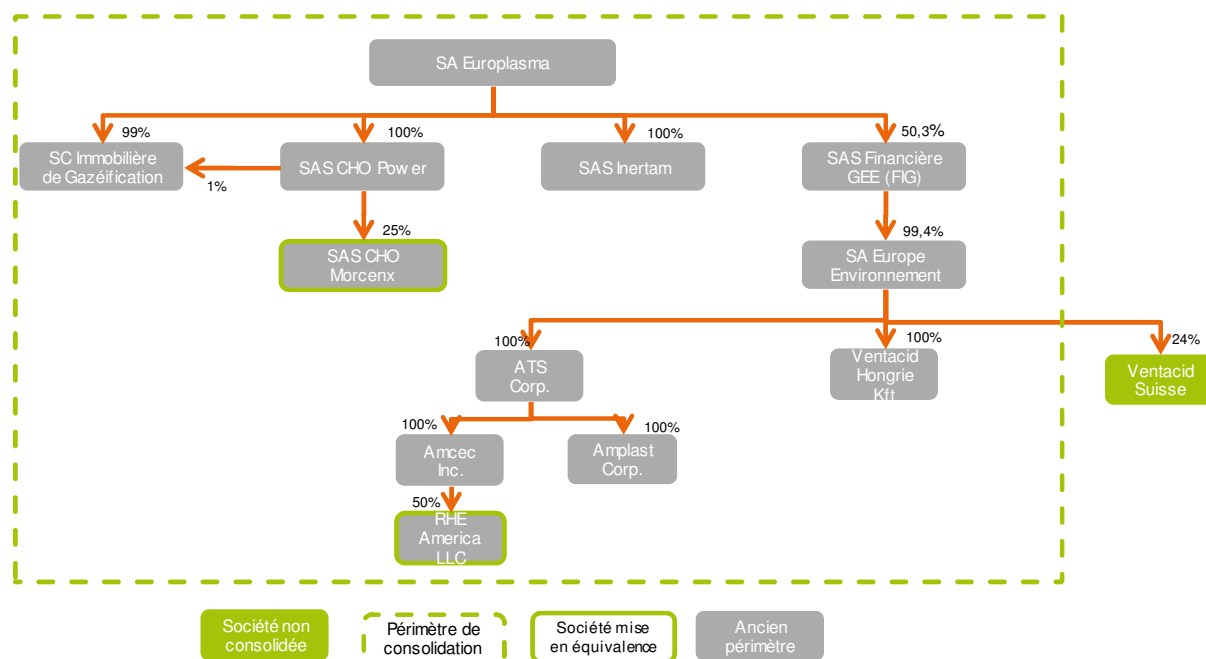 SA Europlasma
99%
100%
100%
50,3%
SC Immobilière
de Gazéification
1%
SAS CHO Power
SAS Inertam
SAS Financière
GEE (FIG)
25%
99,4%
SAS CHO
Morcenx
SA Europe
Environnement
100%
100%
24%
ATS
Corp.
Ventacid
Hongrie
Kft
Ventacid
Suisse
100%
100%
Amcec
Inc.
Amplast
Corp.
50%
RHE
America
LLC
Société non
consolidée
Périmètre de
consolidation
Société mise
en équivalence
Ancien
périmètre